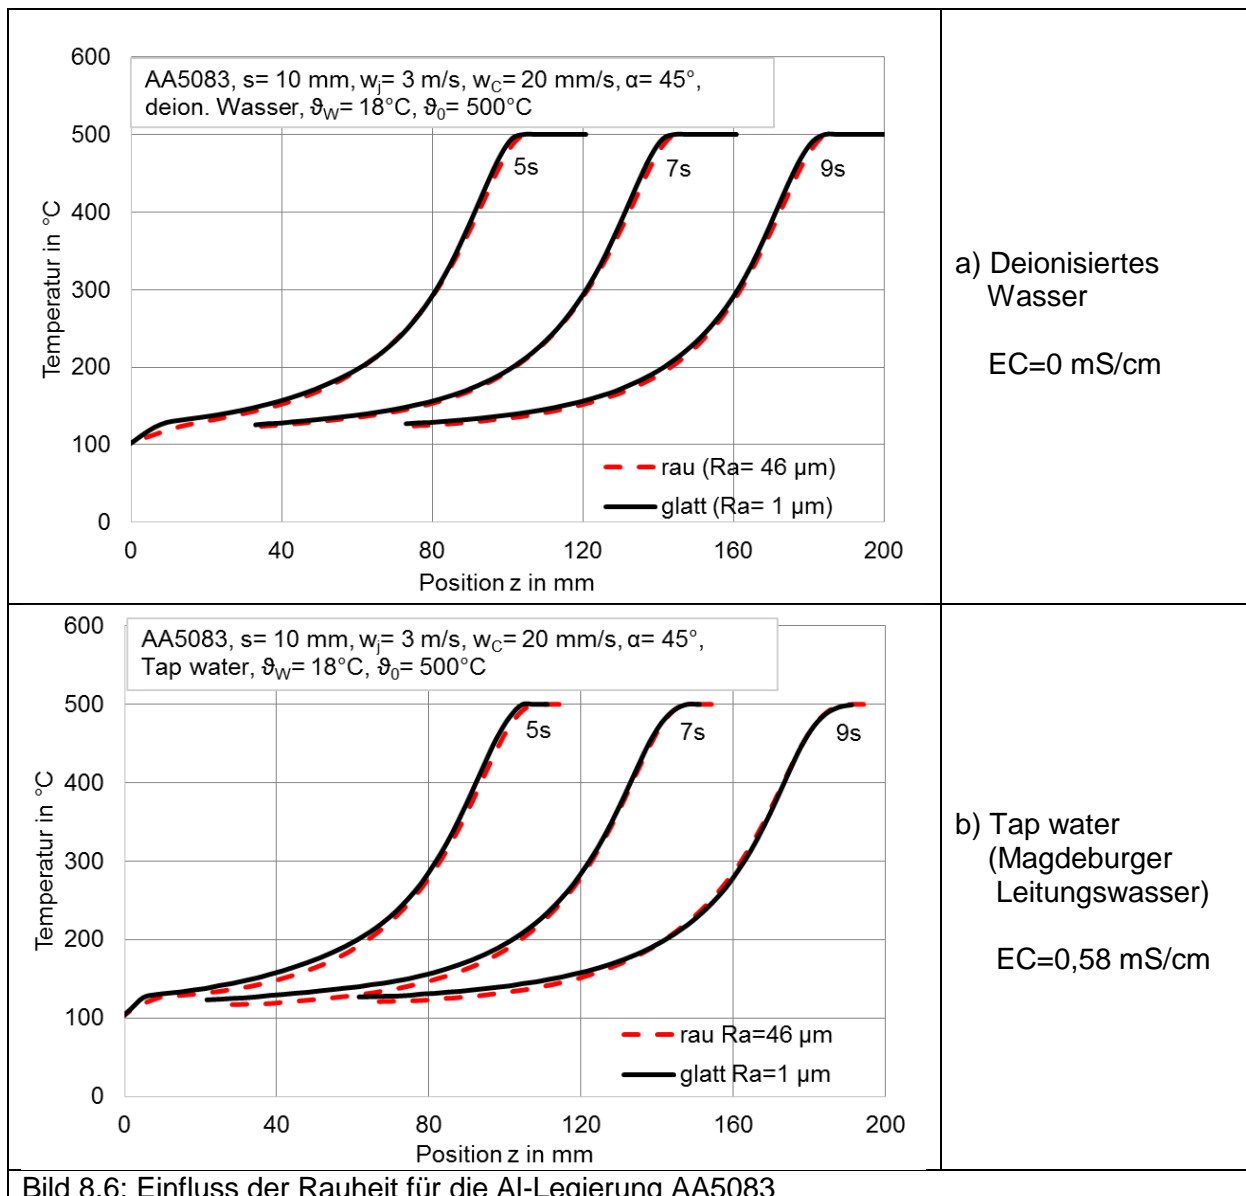 600
500
400
300
200
100
0
Temperatur in °C
AA5083, s= 10 mm, wj= 3 m/s, wC= 20 mm/s, α= 45°,
deion. Wasser, ϑW= 18°C, ϑ0= 500°C
5s
7s
9s
rau (Ra= 46 µm)
glatt (Ra= 1 µm)
0 40 80 120 160 200
Position z in mm
a) Deionisiertes
Wasser
EC=0 mS/cm
600
500
400
300
200
100
0
Temperatur in °C
AA5083, s= 10 mm, wj= 3 m/s, wC= 20 mm/s, α= 45°,
Tap water, ϑW= 18°C, ϑ0= 500°C
5s
7s
9s
rau Ra=46 µm
glatt Ra=1 µm
0 40 80 120 160 200
Position z in mm
b) Tap water
(Magdeburger
Leitungswasser)
EC=0,58 mS/cm
Bild 8.6: Einfluss der Rauheit für die Al-Legierung AA5083